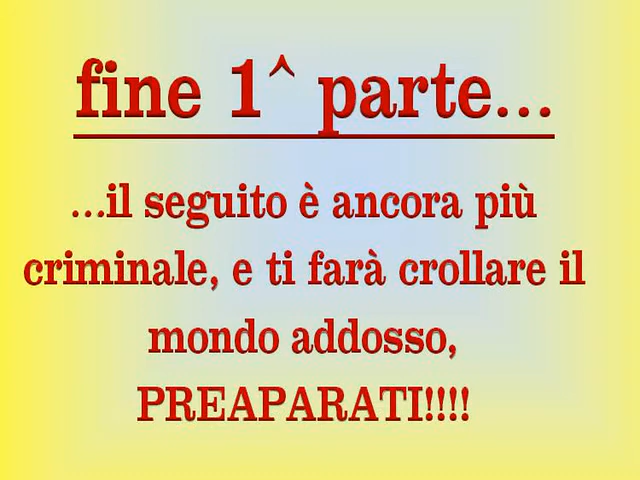 fine 1^ parte...
...il seguito è ancora più
criminale, e ti farà crollare il
mondo addosso,
PREAPARATI!!!!